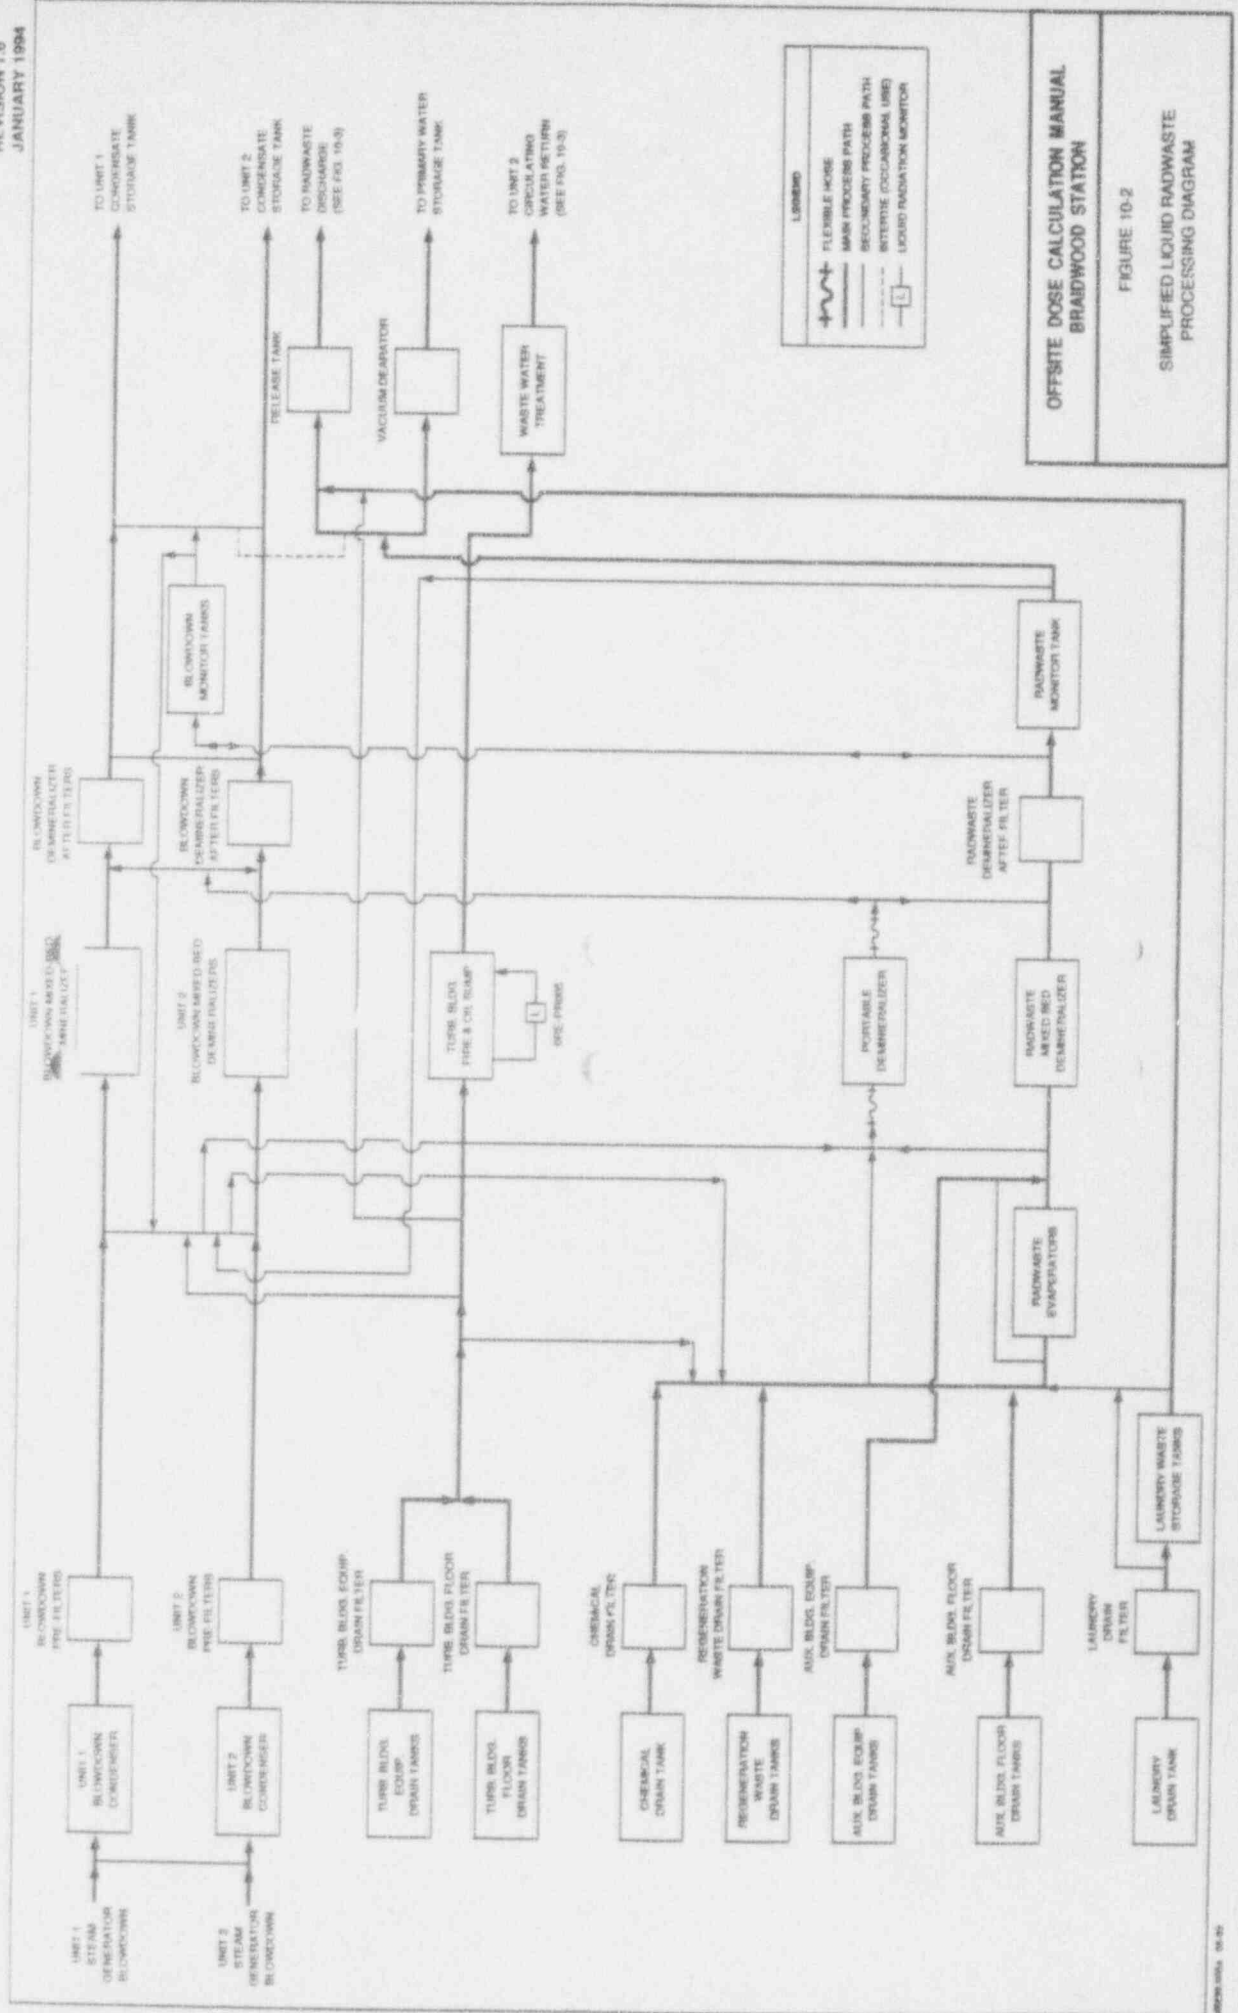 JANUARY 1994
TO UNIT 1
CONDENSATE
STORAGE TANK
TO UNIT 2
CONDENSATE
STORAGE TANK
TO RADWASTE
DISCHARGE
(SEE FIG. 10-3)
TO PRIMARY WATER
STORAGE TANK
TO UNIT 2
CIRCULATING
WATER RETURN
(SEE FIG. 10-3)
RELEASE TANK
VACUUM DEARATOR
WASTE WATER
TREATMENT
BLOWDOWN
MONITOR TANKS
BLOWDOWN
DEMINERALIZER
AFTER FILTERS
BLOWDOWN
DEMINERALIZER
AFTER FILTERS
RADWASTE
MONITOR TANK
RADWASTE
DEMINERALIZER
AFTER FILTER
UNIT 1
BLOWDOWN MIXED-BED
MINERALIZER
UNIT 2
BLOWDOWN MIXED-BED
DEMINERALIZERS
TURB. BLDG.
FIRE & OIL SUMP
L
PORTABLE
DEMINERALIZER
RADWASTE
MIXED BED
DEMINERALIZER
RADWASTE
EVAPERATORS
UNIT 1
BLOWDOWN
PRE-FILTERS
UNIT 2
BLOWDOWN
PRE-FILTERS
TURB. BLDG. EQUIP.
DRAIN FILTER
TURB. BLDG. FLOOR
DRAIN FILTER
CHEMICAL
DRAIN FILTER
REGENERATION
WASTE DRAIN FILTER
AUX. BLDG. EQUIP.
DRAIN FILTER
AUX. BLDG. FLOOR
DRAIN FILTER
LAUNDRY
DRAIN
FILTER
LAUNDRY WASTE
STORAGE TANKS
UNIT 1
BLOWDOWN
CONDENSER
UNIT 2
BLOWDOWN
CONDENSER
TURB. BLDG.
EQUIP
DRAIN TANKS
TURB. BLDG.
FLOOR
DRAIN TANKS
CHEMICAL
DRAIN TANK
REGENERATION
WASTE
DRAIN TANKS
AUX. BLDG. EQUIP
DRAIN TANKS
AUX. BLDG. FLOOR
DRAIN TANKS
LAUNDRY
DRAIN TANK
UNIT 1
STEAM
GENERATOR
BLOWDOWN
STEAM
GENERATOR
BLOWDOWN
LEGEND
FLEXIBLE HOSE
MAIN PROCESS PATH
SECONDARY PROCESS PATH
INTERTIE (OCCASIONAL USE)
L LIQUID RADIATION MONITOR
OFFSITE DOSE CALCULATION MANUAL
BRAIDWOOD STATION
FIGURE 10-2
SIMPLIFIED LIQUID RADWASTE
PROCESSING DIAGRAM